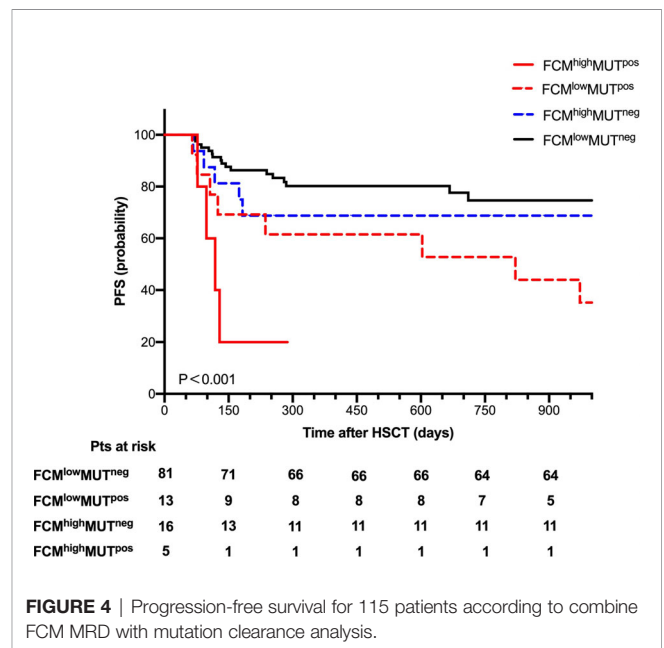 FCMhighMUTpos
FCMlowMUTpos
FCMhighMUTneg
FCMlowMUTneg
100
80
60
40
20
0
PFS (probability)
P<0.001
0 150 300 450 600 750 900
Time after HSCT (days)
Pts at risk
FCMlowMUTneg 81 71 66 66 66 64 64
FCMlowMUTpos 13 9 8 8 8 7 5
FCMhighMUTneg 16 13 11 11 11 11 11
FCMhighMUTpos 5 1 1 1 1 1 1
FIGURE 4 | Progression-free survival for 115 patients according to combine
FCM MRD with mutation clearance analysis.